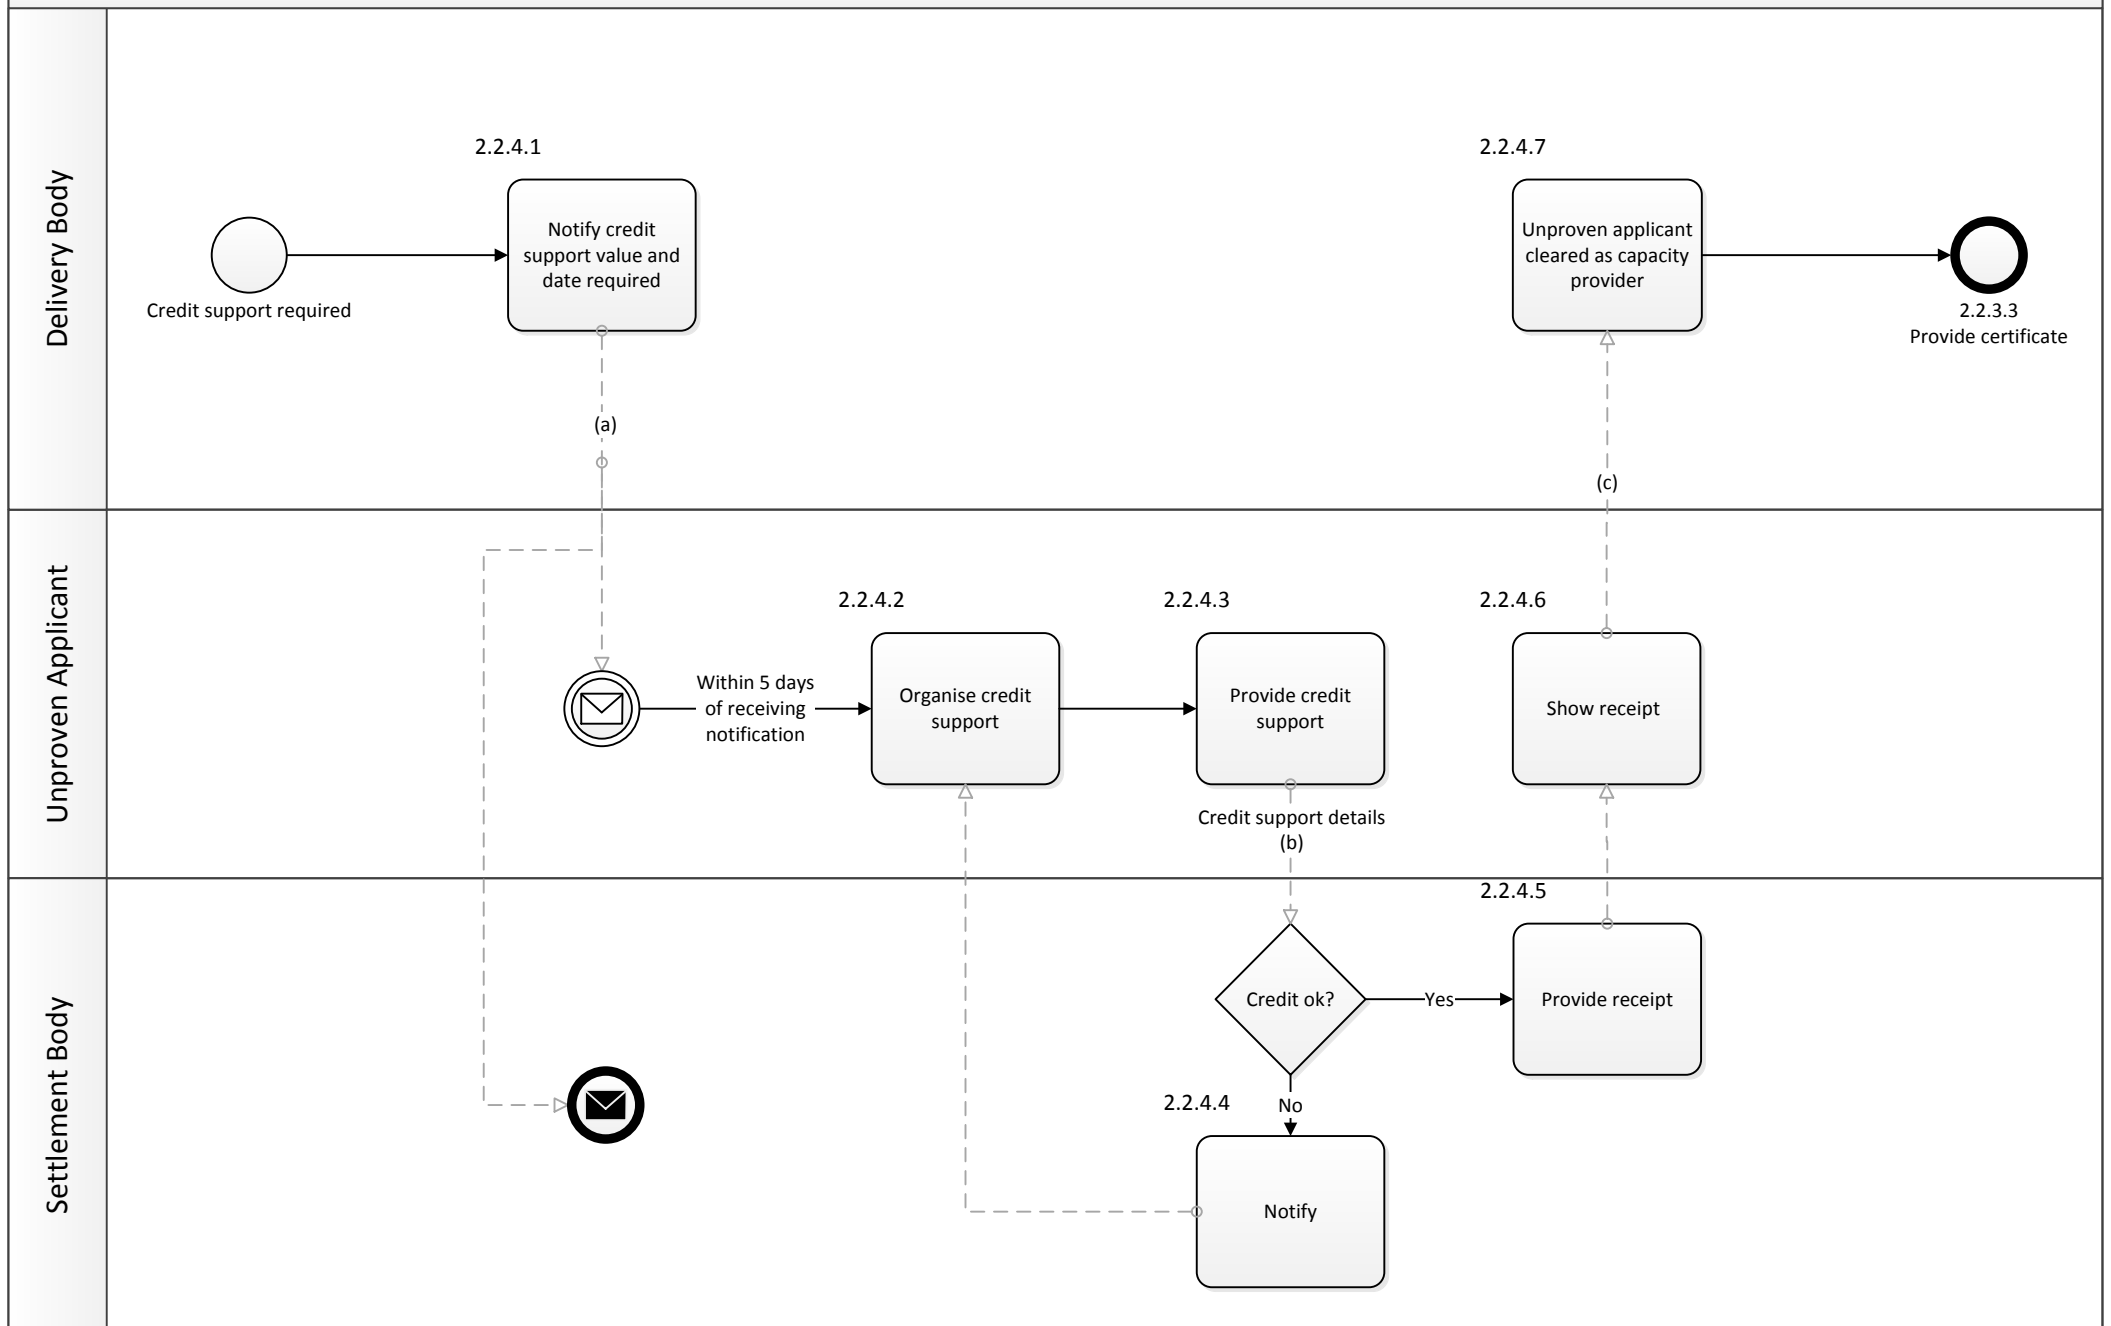 Delivery Body
2.2.4.1
Notify credit
support value and
date required
Credit support required
(a)
2.2.4.7
Unproven applicant
cleared as capacity
provider
2.2.3.3
Provide certificate
(c)
Unproven Applicant
Within 5 days
of receiving
notification
2.2.4.2
Organise credit
support
2.2.4.3
Provide credit
support
Credit support details
(b)
2.2.4.6
Show receipt
Settlement Body
Credit ok?
Yes
2.2.4.5
Provide receipt
No
2.2.4.4
Notify